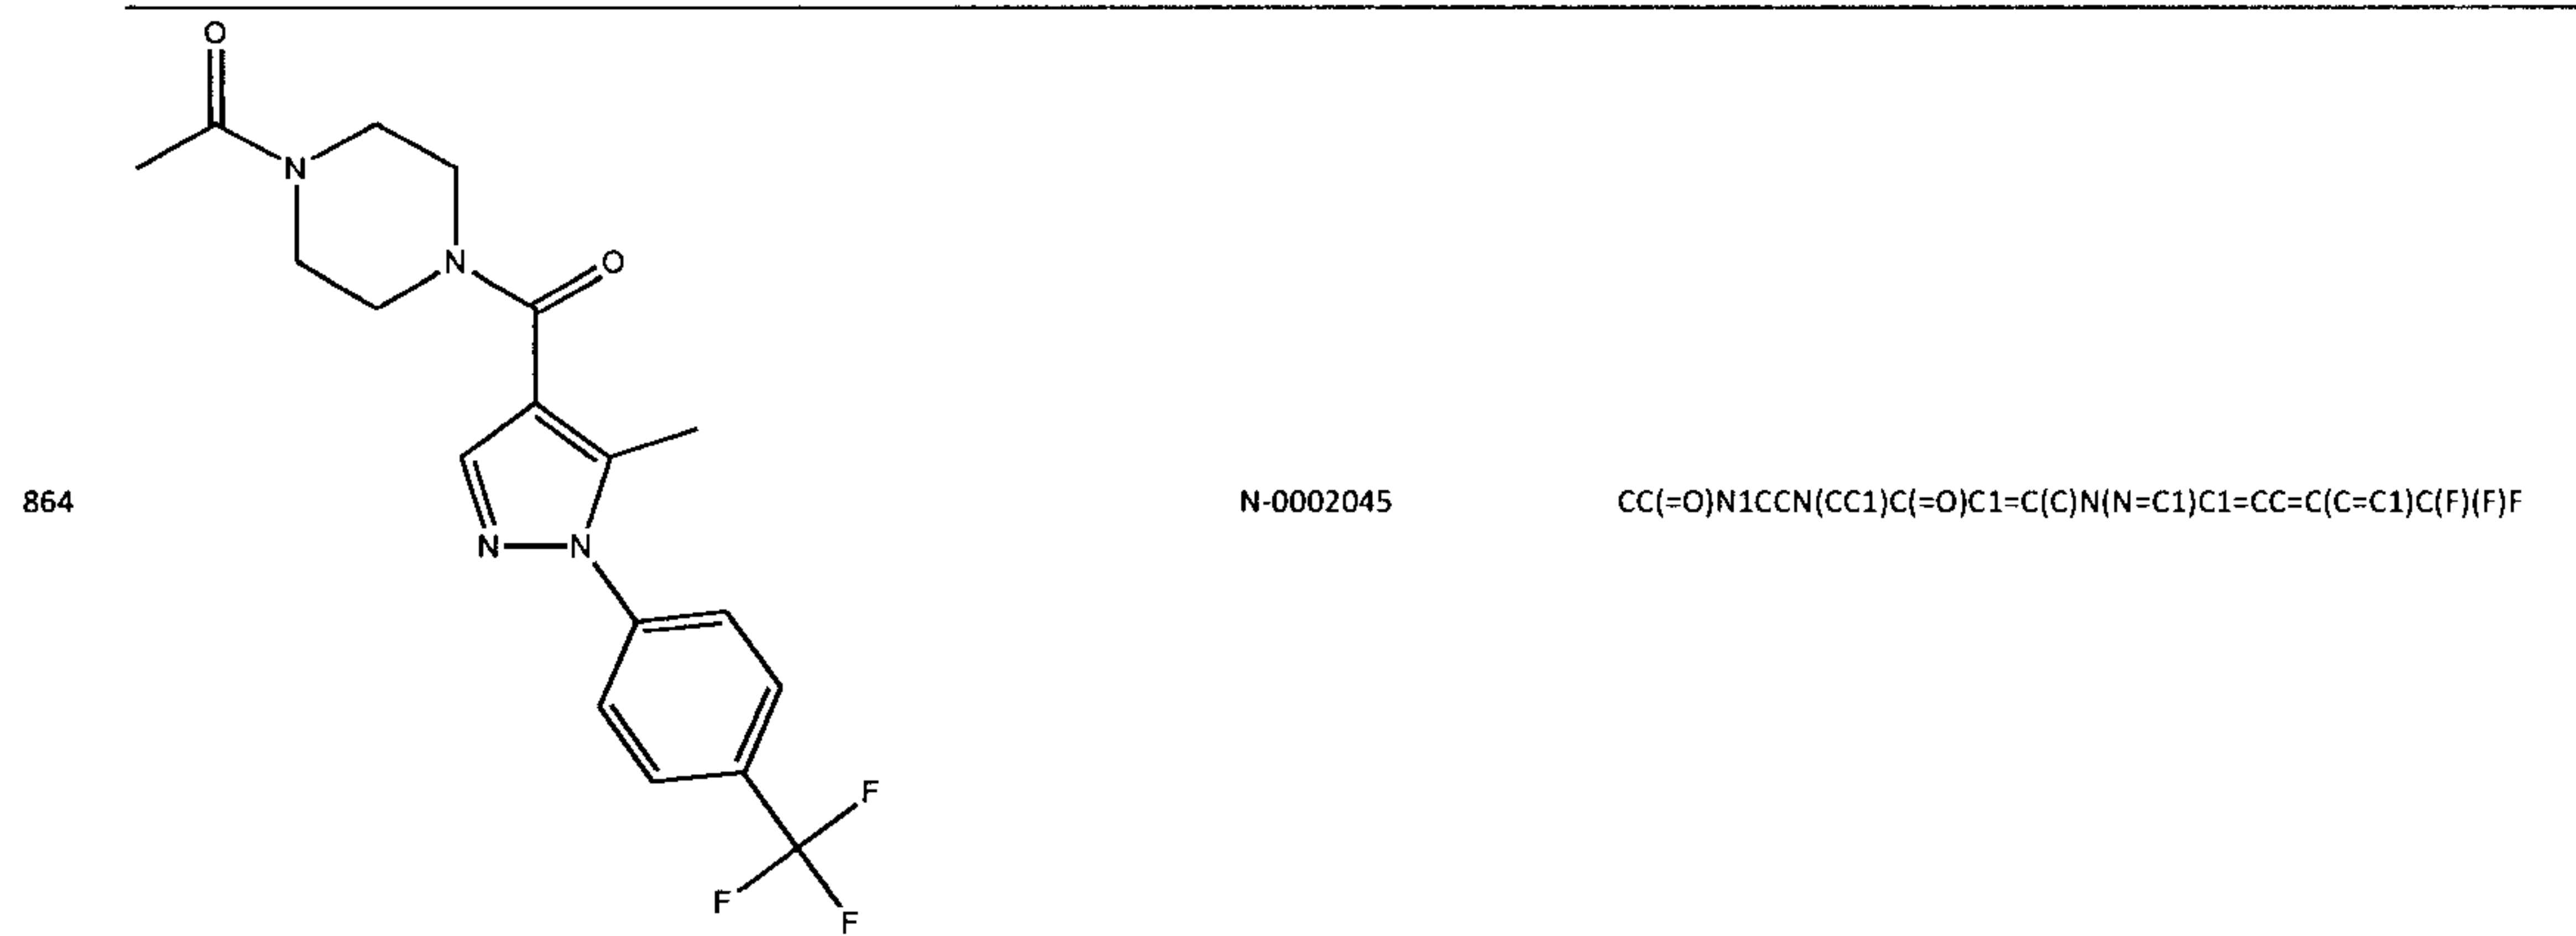 O
N
N
O
864
N-0002045
CC(=O)N1CCN(CC1)C(=O)C1=C(C)N(N=C1)C1=CC=C(C=C1)C(F)(F)F
N
N
F
F
F